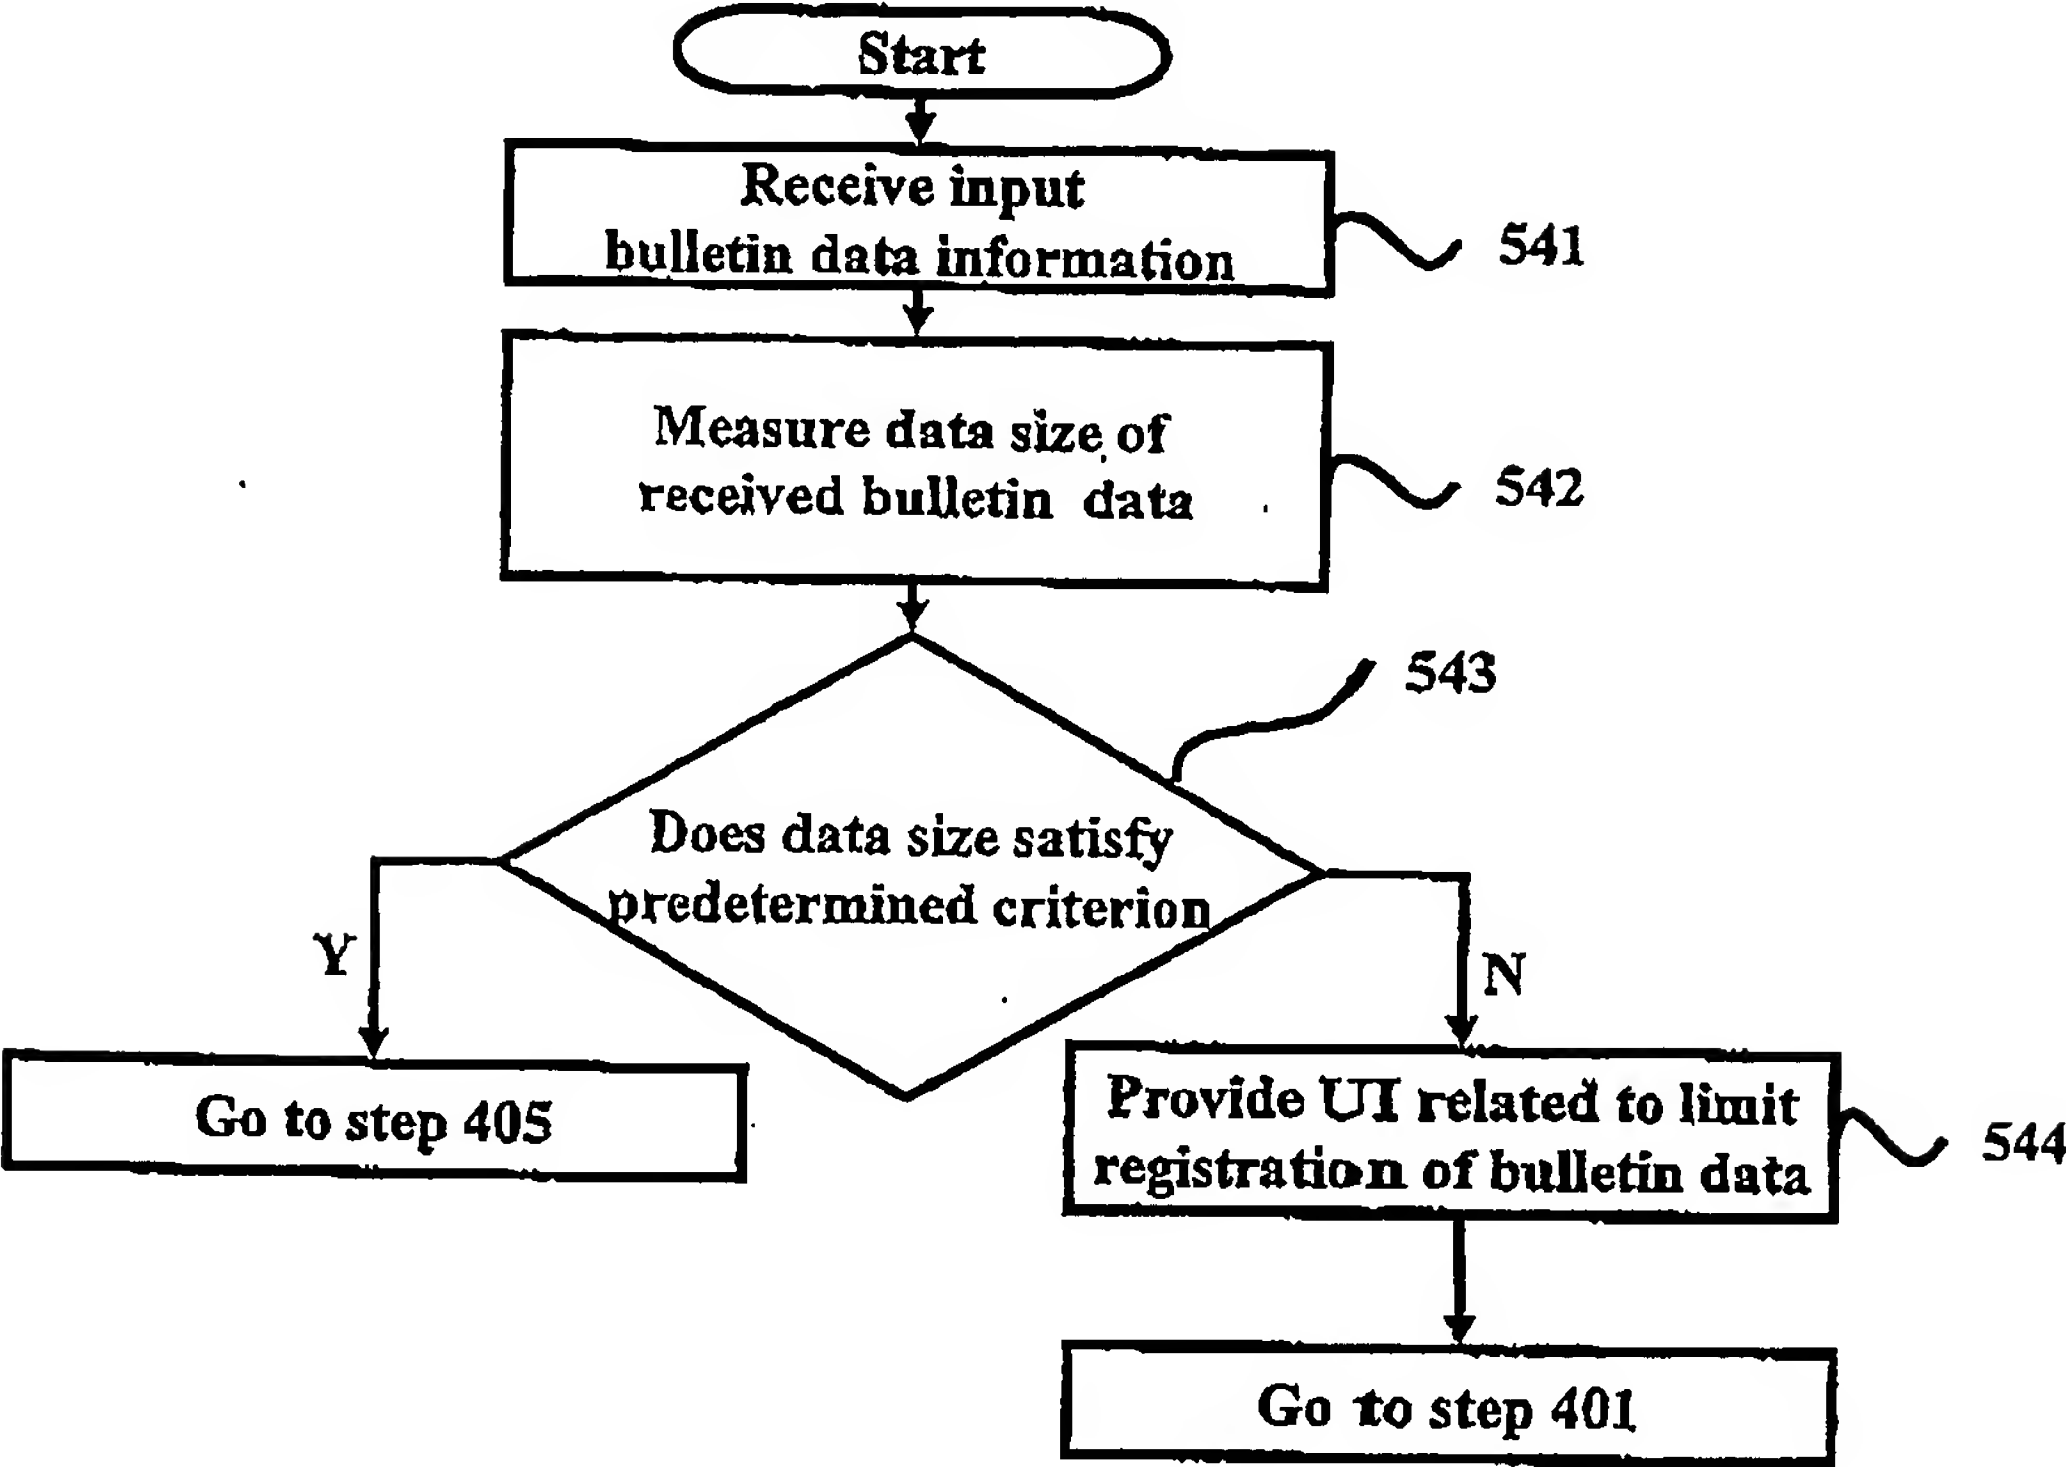 Start
Receive input
bulletin data information
541
Measure data size of
received bulletin data
542
543
Does data size satisfy
predetermined criterion
Y
N
Go to step 405
Provide UI related to limit
registration of bulletin data
544
Go to step 401